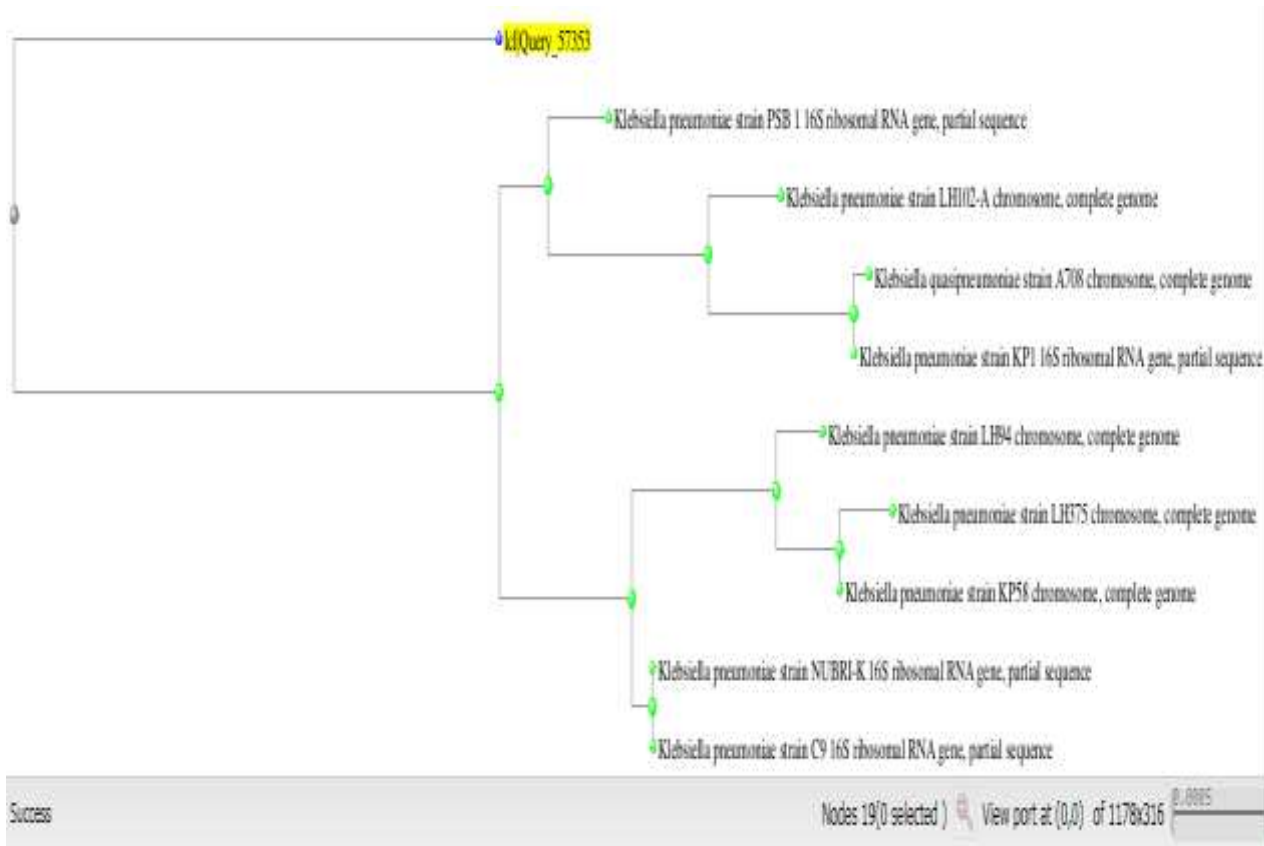 lcl|Query_57353
Klebsiella pneumoniae strain PSB 1 16S ribosomal RNA gene, partial sequence
Klebsiella pneumoniae strain LH102-A chromosome, complete genome
Klebsiella quasipneumoniae strain A708 chromosome, complete genome
Klebsiella pneumoniae strain KP1 16S ribosomal RNA gene, partial sequence
Klebsiella pneumoniae strain LH94 chromosome, complete genome
Klebsiella pneumoniae strain LH375 chromosome, complete genome
Klebsiella pneumoniae strain KP58 chromosome, complete genome
Klebsiella pneumoniae strain NUBRI-K 16S ribosomal RNA gene, partial sequence
Klebsiella pneumoniae strain C9 16S ribosomal RNA gene, partial sequence
Success Nodes 19(0 selected ) View port at (0,0) of 1178x316 0.0005